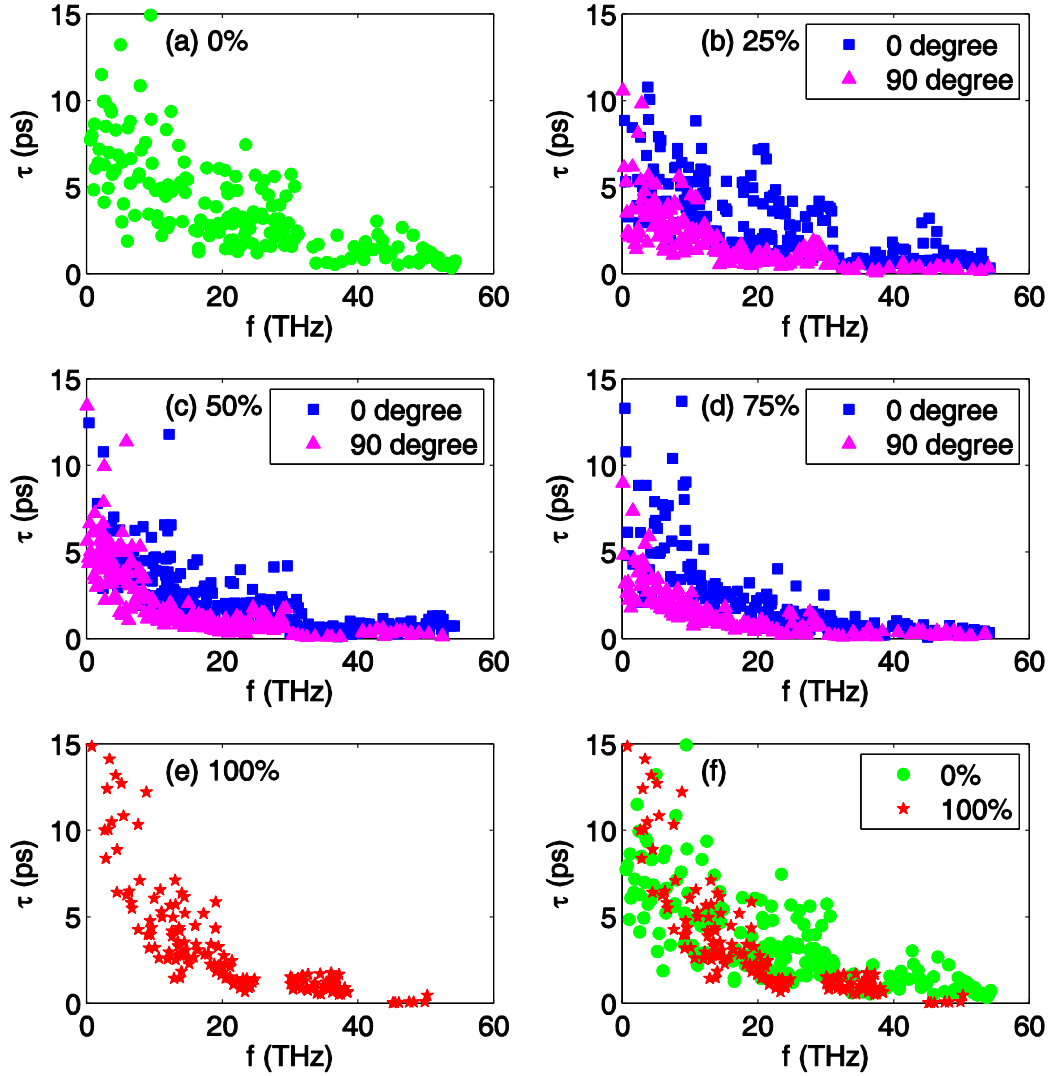 (a) 0%
τ (ps)
15
10
5
0
0 20 40 60
f (THz)
(b) 25%
0 degree
90 degree
τ (ps)
15
10
5
0
0 20 40 60
f (THz)
(c) 50%
0 degree
90 degree
τ (ps)
15
10
5
0
0 20 40 60
f (THz)
(d) 75%
0 degree
90 degree
τ (ps)
15
10
5
0
0 20 40 60
f (THz)
(e) 100%
τ (ps)
15
10
5
0
0 20 40 60
f (THz)
(f)
0%
100%
τ (ps)
15
10
5
0
0 20 40 60
f (THz)